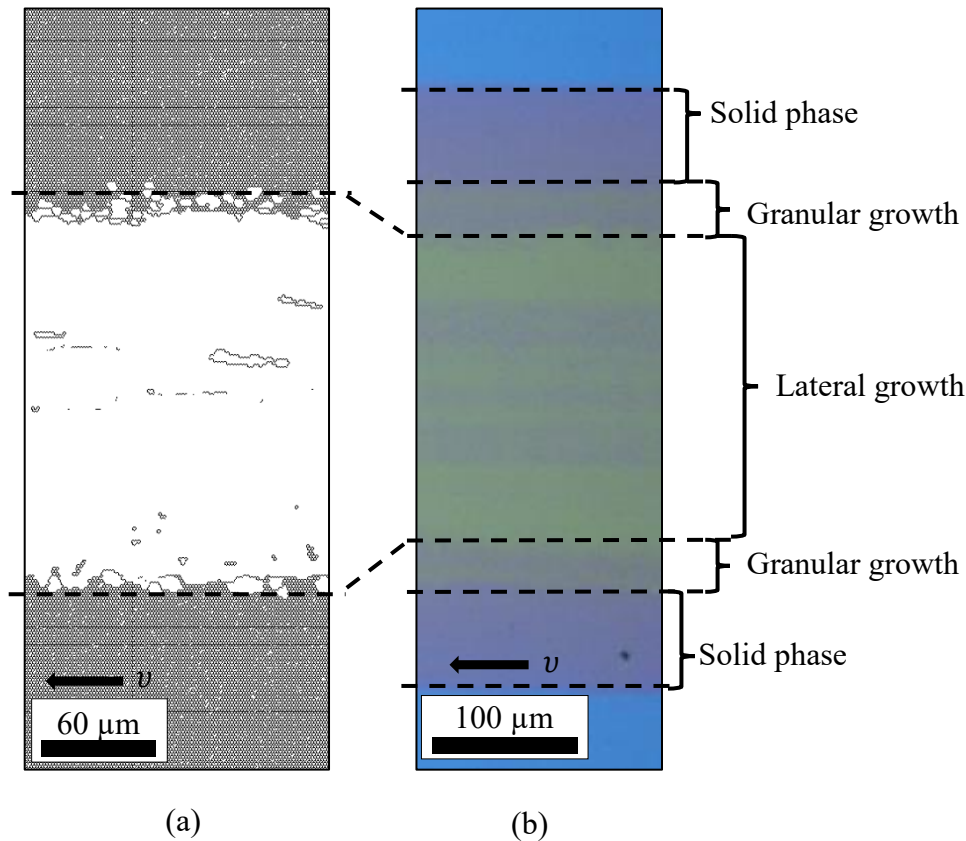 Solid phase
Granular growth
Lateral growth
Granular growth
Solid phase
υ
60 µm
υ
100 µm
(a)
(b)